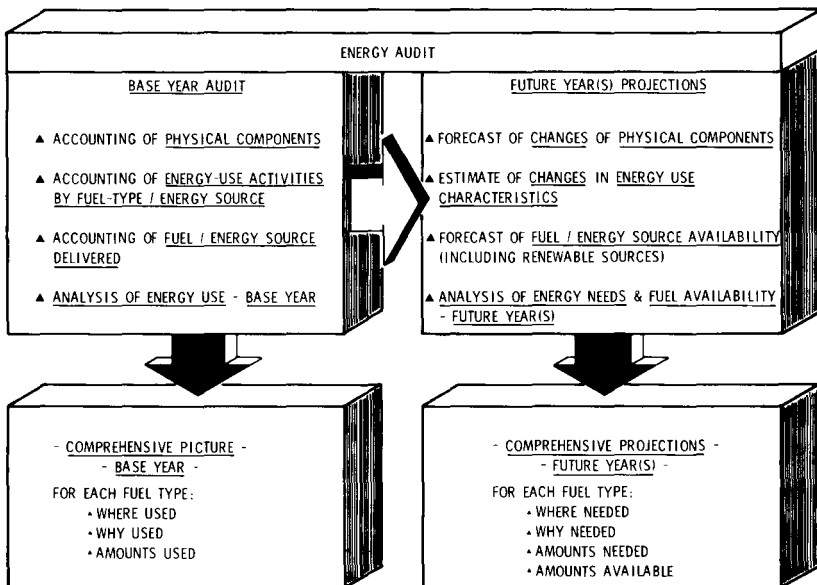 ENERGY AUDIT
BASE YEAR AUDIT
▲ ACCOUNTING OF PHYSICAL COMPONENTS
▲ ACCOUNTING OF ENERGY-USE ACTIVITIES
BY FUEL-TYPE / ENERGY SOURCE
▲ ACCOUNTING OF FUEL / ENERGY SOURCE
DELIVERED
▲ ANALYSIS OF ENERGY USE - BASE YEAR
FUTURE YEAR(S) PROJECTIONS
▲ FORECAST OF CHANGES OF PHYSICAL COMPONENTS
▲ ESTIMATE OF CHANGES IN ENERGY USE
CHARACTERISTICS
▲ FORECAST OF FUEL / ENERGY SOURCE AVAILABILITY
(INCLUDING RENEWABLE SOURCES)
▲ ANALYSIS OF ENERGY NEEDS & FUEL AVAILABILITY
- FUTURE YEAR(S)
- COMPREHENSIVE PICTURE -
- BASE YEAR -
FOR EACH FUEL TYPE:
▲ WHERE USED
▲ WHY USED
▲ AMOUNTS USED
- COMPREHENSIVE PROJECTIONS -
- FUTURE YEAR(S) -
FOR EACH FUEL TYPE:
▲ WHERE NEEDED
▲ WHY NEEDED
▲ AMOUNTS NEEDED
▲ AMOUNTS AVAILABLE